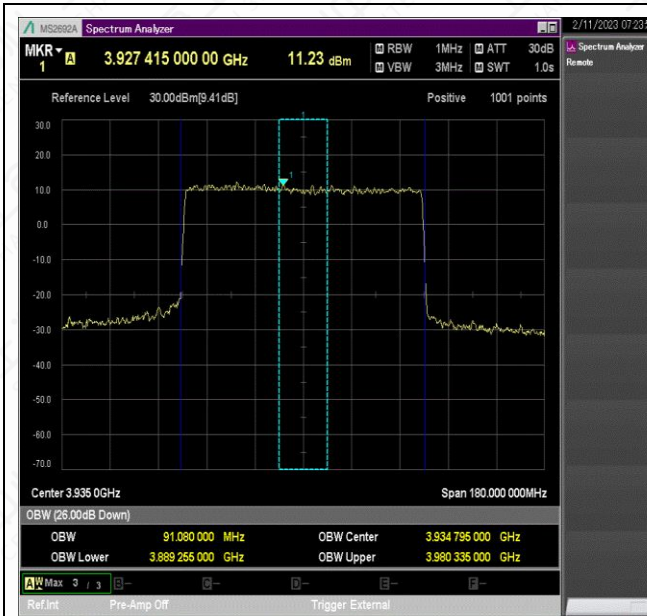 MS2692A Spectrum Analyzer
2/11/2023 07:23:5
MKR 1 A 3.927 415 000 00 GHz 11.23 dBm
M RBW 1MHz M ATT 30dB
M VBW 3MHz M SWT 1.0s
Spectrum Analyzer
Remote
Reference Level 30.00dBm[9.41dB] Positive 1001 points
30.0
20.0
10.0
0.0
-10.0
-20.0
-30.0
-40.0
-50.0
-60.0
-70.0
1
Center 3.935 0GHz Span 180.000 000MHz
OBW (26.00dB Down)
OBW 91.080 000 MHz OBW Center 3.934 795 000 GHz
OBW Lower 3.889 255 000 GHz OBW Upper 3.980 335 000 GHz
A W Max 3 / 3 B- C- D- E- F-
Ref.Int Pre-Amp Off Trigger External